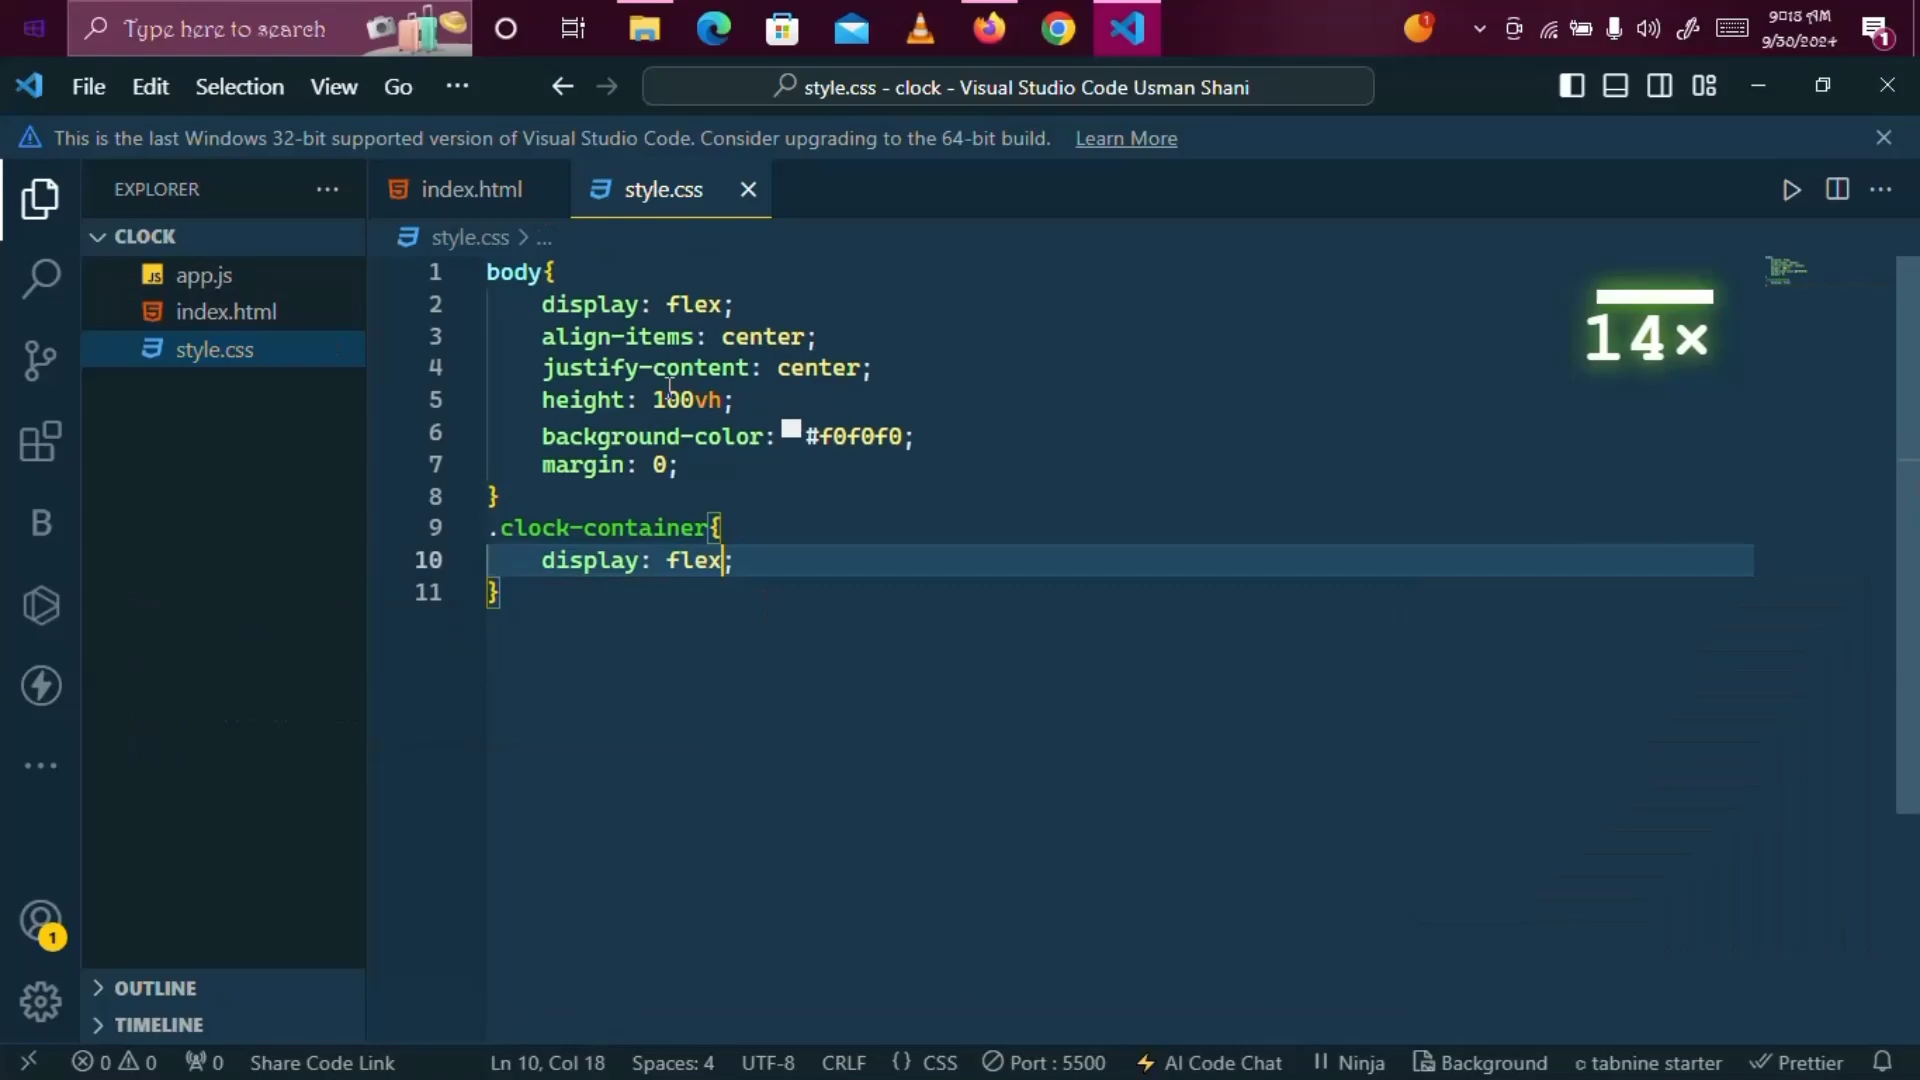 Type here to search
9:18 AM
9/30/2024
1
1
File Edit Selection View Go ···
style.css - clock - Visual Studio Code Usman Shani
This is the last Windows 32-bit supported version of Visual Studio Code. Consider upgrading to the 64-bit build. Learn More
EXPLORER
index.html
style.css
CLOCK
style.css > ...
JS app.js
index.html
style.css
1 body{
2 display: flex;
3 align-items: center;
4 justify-content: center;
5 height: 100vh;
6 background-color: #f0f0f0;
7 margin: 0;
8 }
9 .clock-container{
10 display: flex;
11 }
14×
B
1
OUTLINE
TIMELINE
0 0 0 Share Code Link Ln 10, Col 18 Spaces: 4 UTF-8 CRLF {} CSS Port : 5500 AI Code Chat Ninja Background tabnine starter Prettier